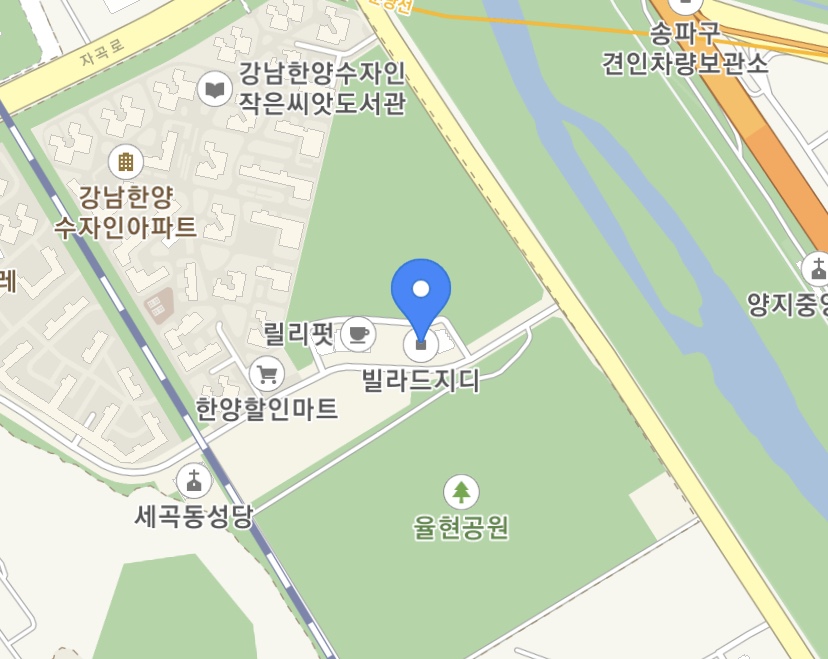 자곡로
송파구
견인차량보관소
강남한양수자인
작은씨앗도서관
강남한양
수자인아파트
레
양지중앙
릴리펏
빌라드지디
한양할인마트
세곡동성당
율현공원